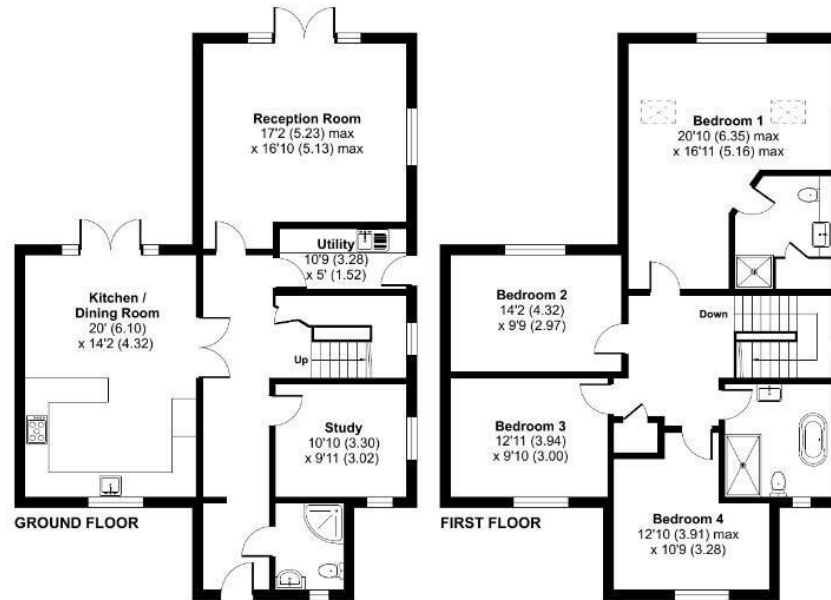 Reception Room
17'2 (5.23) max
x 16'10 (5.13) max
Utility
10'9 (3.28)
x 5' (1.52)
Kitchen /
Dining Room
20' (6.10)
x 14'2 (4.32)
Up
Study
10'10 (3.30)
x 9'11 (3.02)
GROUND FLOOR
Bedroom 1
20'10 (6.35) max
x 16'11 (5.16) max
Bedroom 2
14'2 (4.32)
x 9'9 (2.97)
Down
Bedroom 3
12'11 (3.94)
x 9'10 (3.00)
Bedroom 4
12'10 (3.91) max
x 10'9 (3.28)
FIRST FLOOR